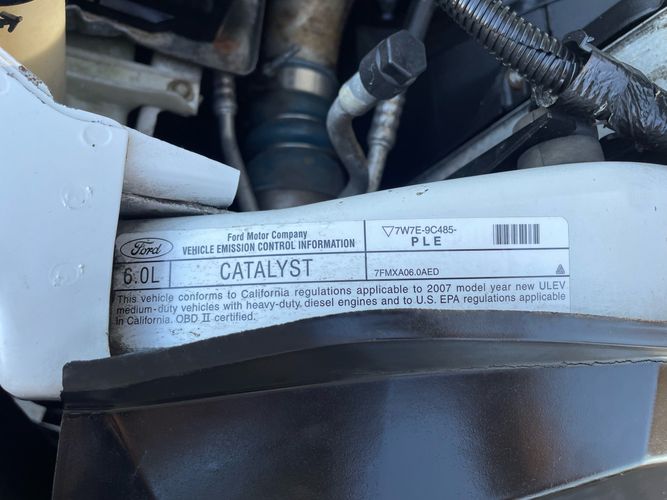 Ford
Ford Motor Company
VEHICLE EMISSION CONTROL INFORMATION
7W7E-9C485-
PLE
6.0L
CATALYST
7FMXA06.0AED
This vehicle conforms to California regulations applicable to 2007 model year new ULEV
medium-duty vehicles with heavy-duty, diesel engines and to U.S. EPA regulations applicable
in California. OBD II certified.